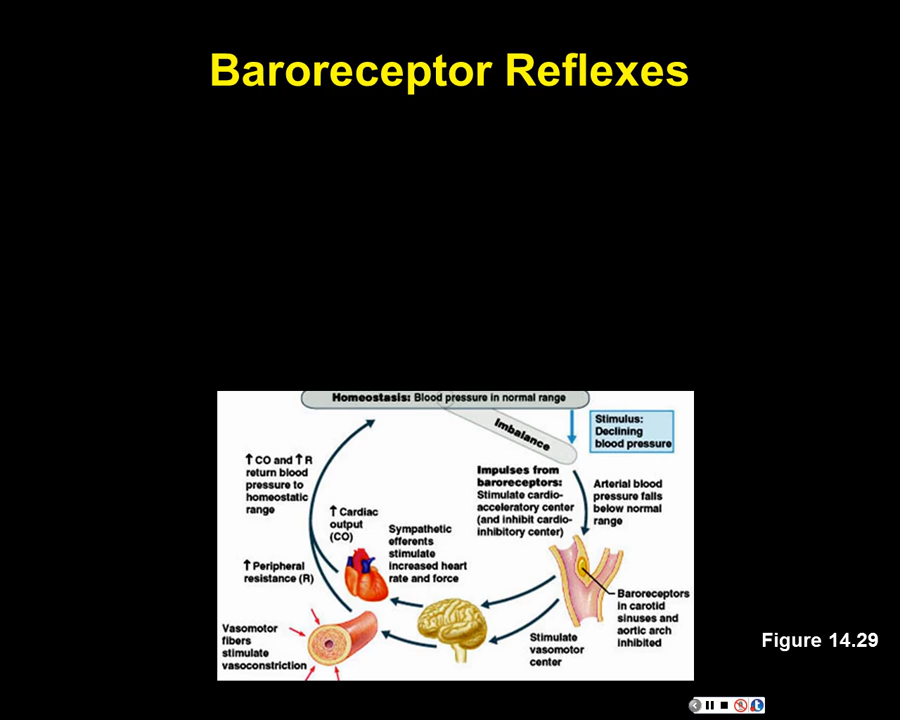 Baroreceptor Reflexes
Homeostasis: Blood pressure in normal range
Imbalance
Stimulus:
Declining
blood pressure
Impulses from
baroreceptors:
Stimulate cardio-
acceleratory center
(and inhibit cardio-
inhibitory center)
Arterial blood
pressure falls
below normal
range
↑ CO and ↑ R
return blood
pressure to
homeostatic
range
↑ Cardiac
output
(CO)
Sympathetic
efferents
stimulate
increased heart
rate and force
↑ Peripheral
resistance (R)
Baroreceptors
in carotid
sinuses and
aortic arch
inhibited
Vasomotor
fibers
stimulate
vasoconstriction
Stimulate
vasomotor
center
Figure 14.29